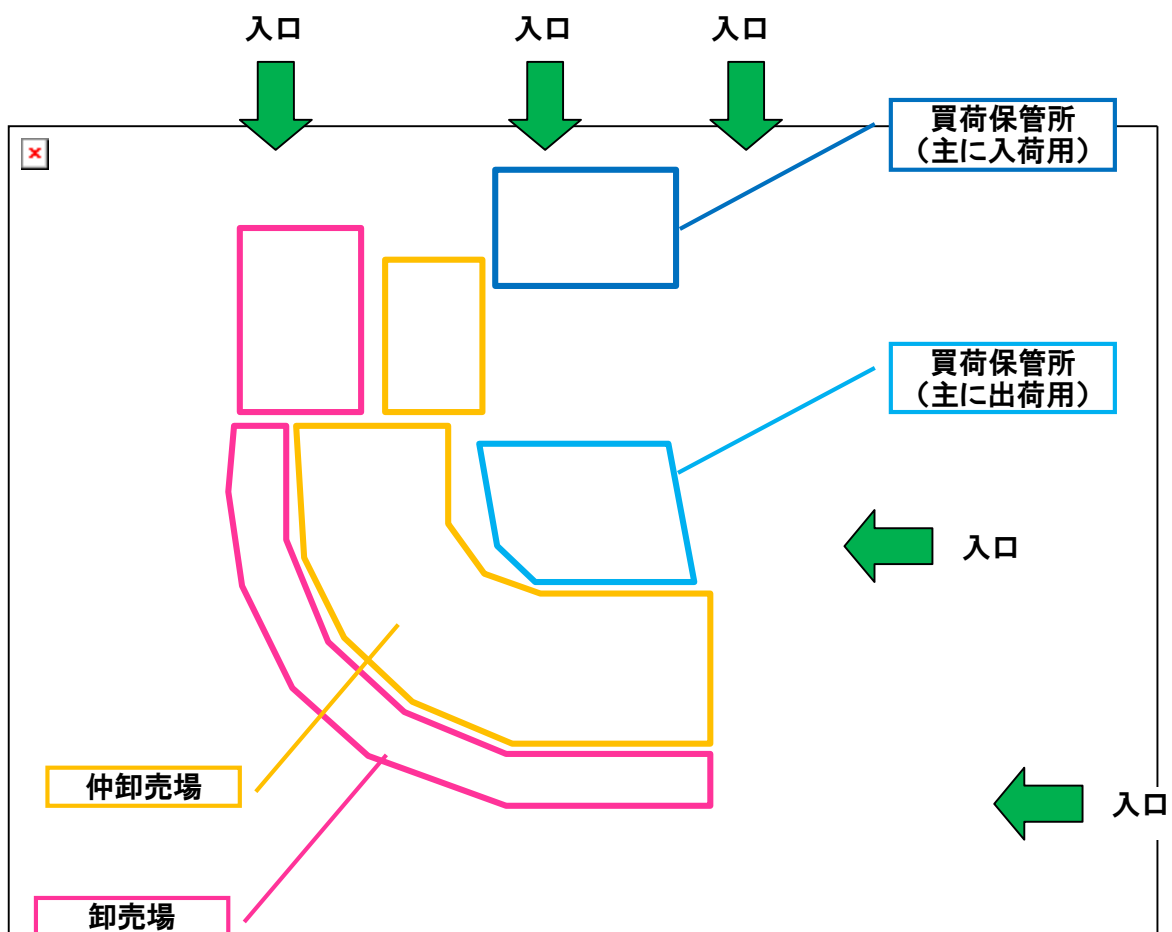 入口
入口
入口
買荷保管所
（主に入荷用）
買荷保管所
（主に出荷用）
入口
仲卸売場
入口
卸売場